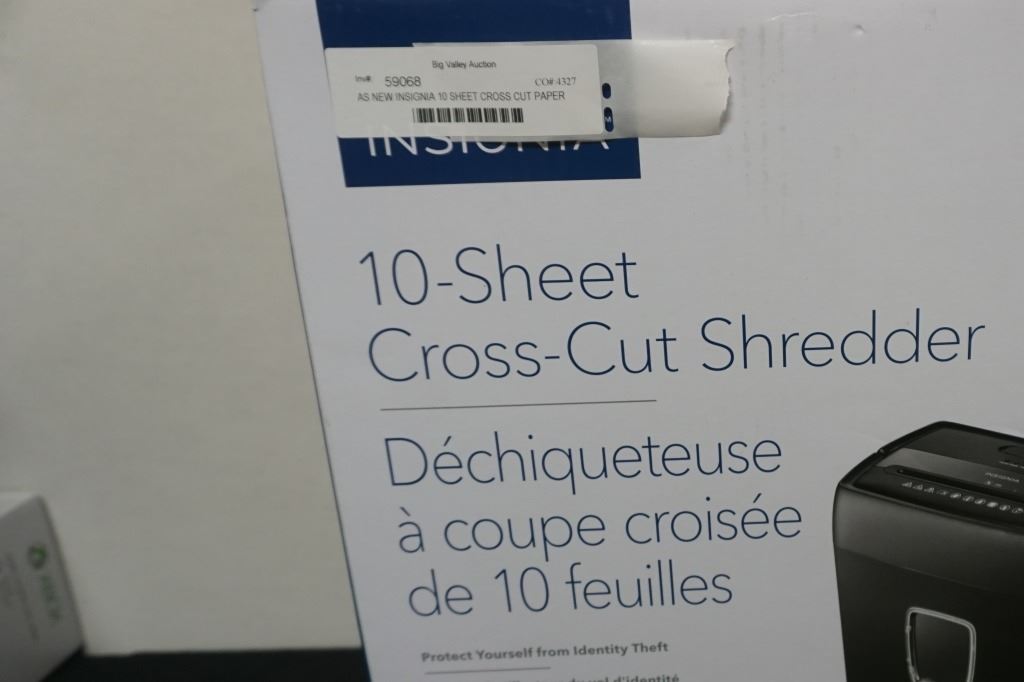 Big Valley Auction
Inv#: 59068 CO#:4327
AS NEW INSIGNIA 10 SHEET CROSS CUT PAPER
INSIGNIA
10-Sheet
Cross-Cut Shredder
Déchiqueteuse
à coupe croisée
de 10 feuilles
Protect Yourself from Identity Theft
d'identité